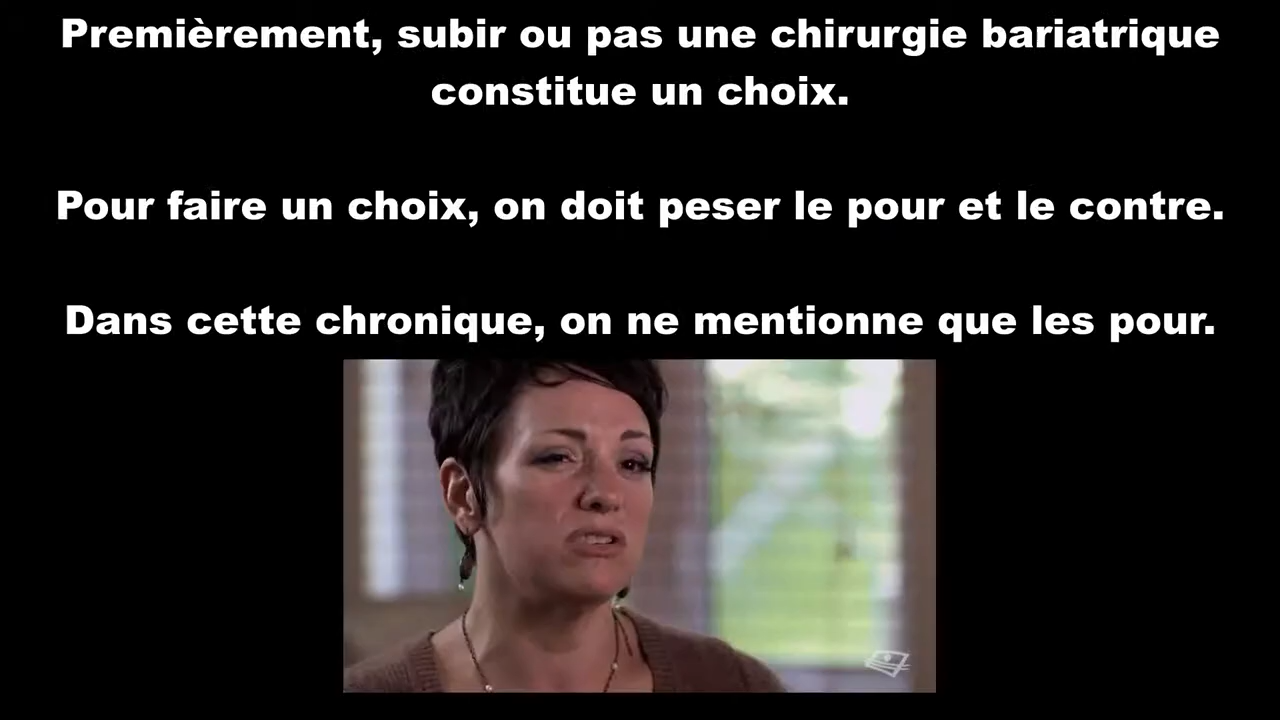 Premièrement, subir ou pas une chirurgie bariatrique
constitue un choix.
Pour faire un choix, on doit peser le pour et le contre.
Dans cette chronique, on ne mentionne que les pour.